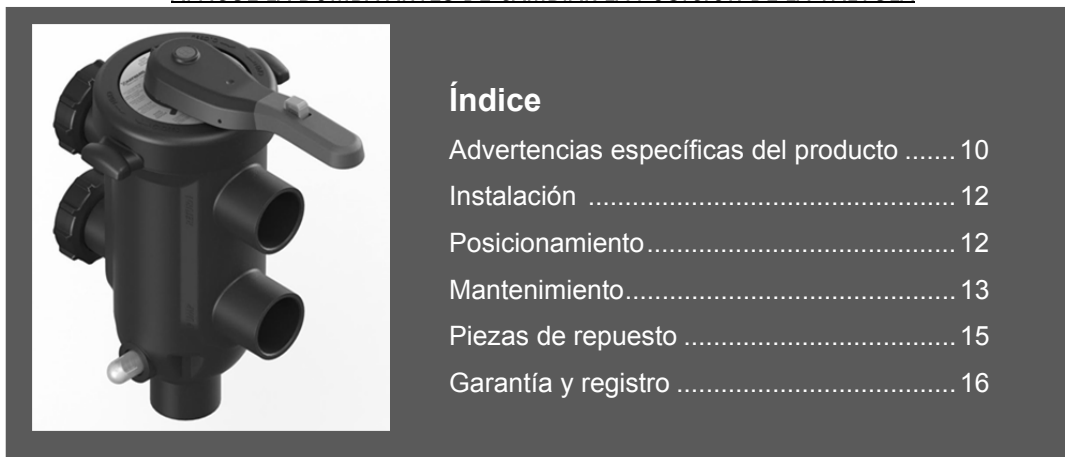 Índice
Advertencias específicas del producto ....... 10
Instalación ................................................ 12
Posicionamiento........................................ 12
Mantenimiento........................................... 13
Piezas de repuesto ................................... 15
Garantía y registro .................................... 16